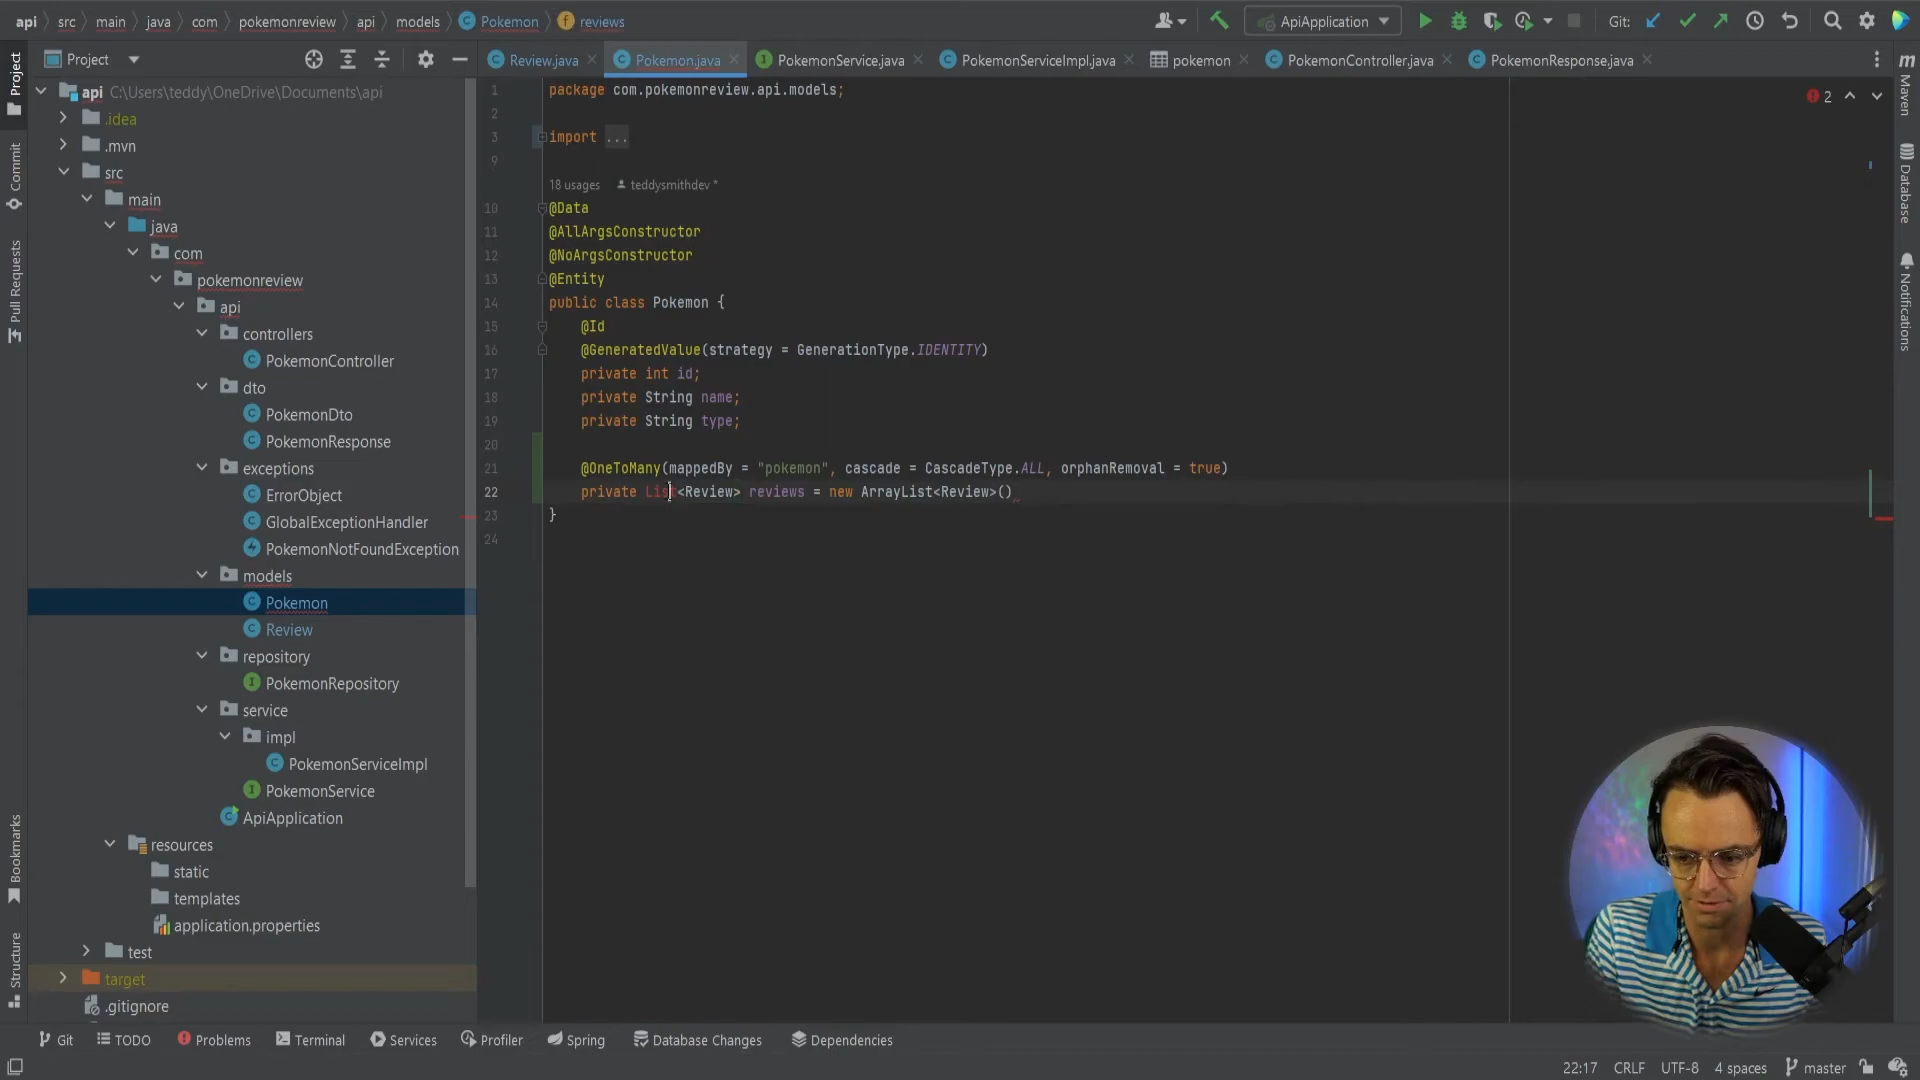 api src main java com pokemonreview api models Pokemon reviews
ApiApplication
Git:
Project
Review.java Pokemon.java PokemonService.java PokemonServiceImpl.java pokemon PokemonController.java PokemonResponse.java
api C:\Users\teddy\OneDrive\Documents\api
.idea
.mvn
src
main
java
com
pokemonreview
api
controllers
PokemonController
dto
PokemonDto
PokemonResponse
exceptions
ErrorObject
GlobalExceptionHandler
PokemonNotFoundException
models
Pokemon
Review
repository
PokemonRepository
service
impl
PokemonServiceImpl
PokemonService
ApiApplication
resources
static
templates
application.properties
test
target
.gitignore
Project
Commit
Pull Requests
Bookmarks
Structure
1 package com.pokemonreview.api.models;
2
3 import ...
9
18 usages teddysmithdev *
10 @Data
11 @AllArgsConstructor
12 @NoArgsConstructor
13 @Entity
14 public class Pokemon {
15 @Id
16 @GeneratedValue(strategy = GenerationType.IDENTITY)
17 private int id;
18 private String name;
19 private String type;
20
21 @OneToMany(mappedBy = "pokemon", cascade = CascadeType.ALL, orphanRemoval = true)
22 private List<Review> reviews = new ArrayList<Review>()
23 }
24
2
m
Maven
Database
Notifications
Git TODO Problems Terminal Services Profiler Spring Database Changes Dependencies
22:17 CRLF UTF-8 4 spaces master